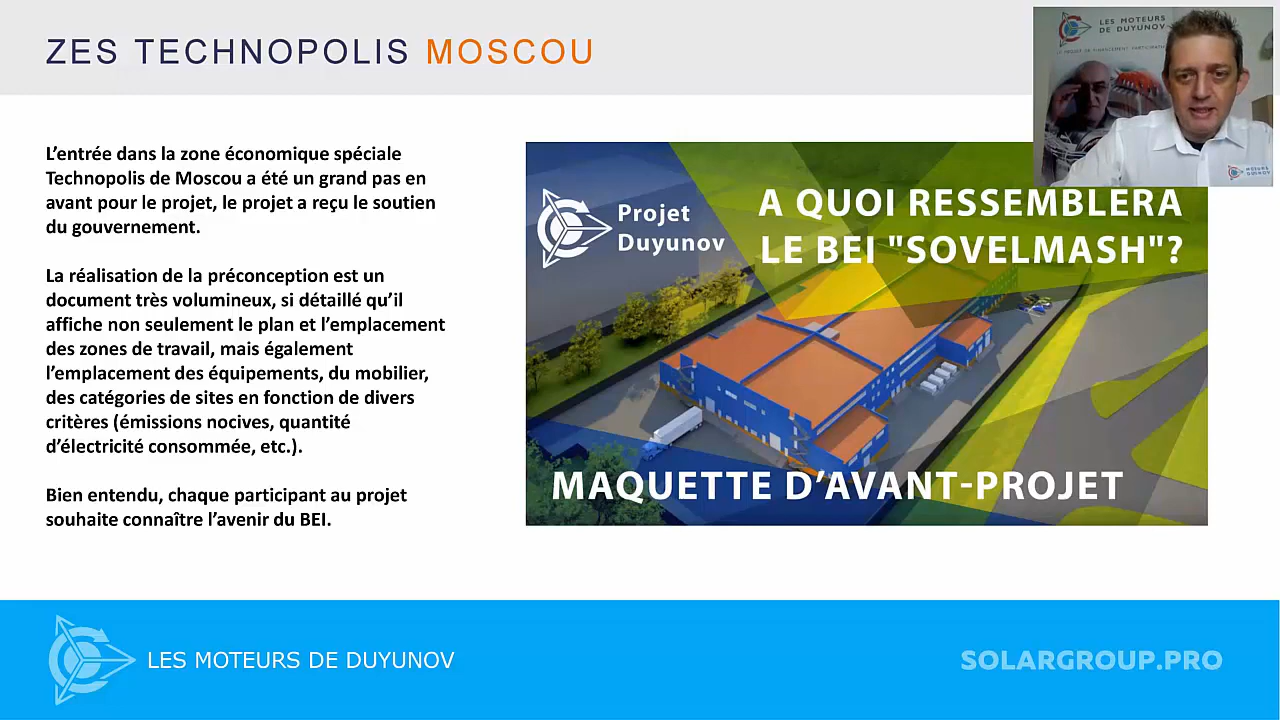 ZES TECHNOPOLIS MOSCOU
LES MOTEURS
DE DUYUNOV
L'entrée dans la zone économique spéciale
Technopolis de Moscou a été un grand pas en
avant pour le projet, le projet a reçu le soutien
du gouvernement.
La réalisation de la préconception est un
document très volumineux, si détaillé qu'il
affiche non seulement le plan et l'emplacement
des zones de travail, mais également
l'emplacement des équipements, du mobilier,
des catégories de sites en fonction de divers
critères (émissions nocives, quantité
d'électricité consommée, etc.).
Bien entendu, chaque participant au projet
souhaite connaître l'avenir du BEI.
Projet
Duyunov
A QUOI RESSEMBLERA
LE BEI "SOVELMASH"?
MAQUETTE D'AVANT-PROJET
LES MOTEURS DE DUYUNOV
SOLARGROUP.PRO